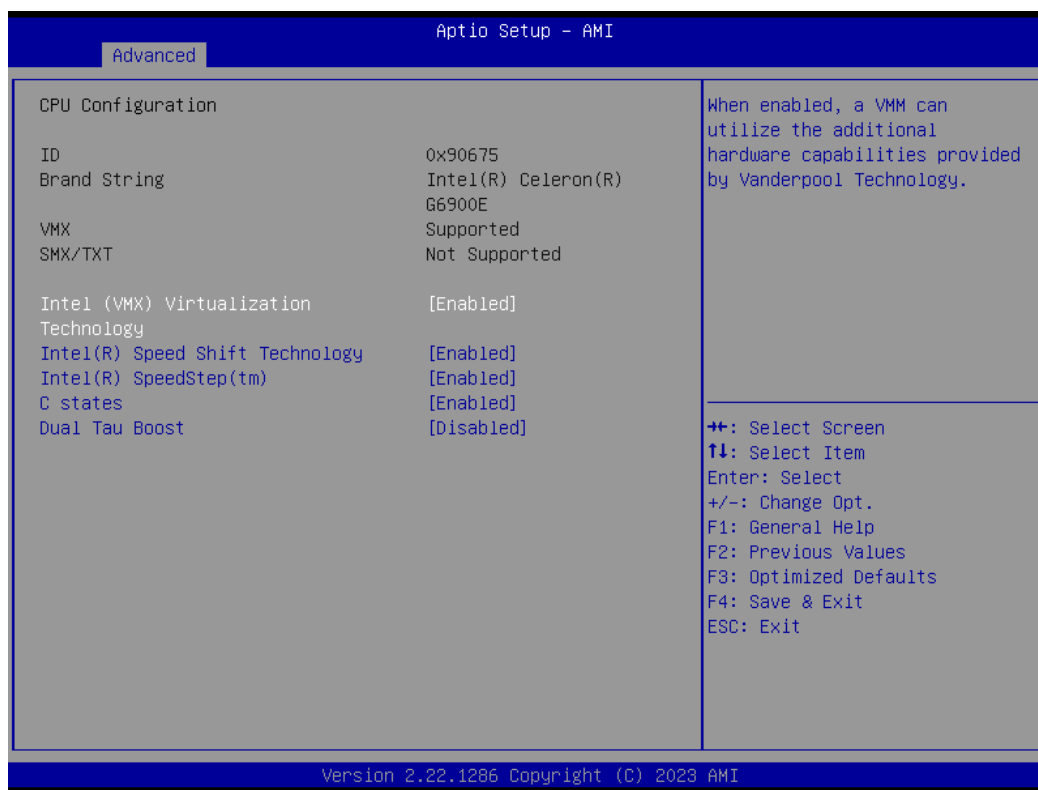 Aptio Setup – AMI
Advanced
CPU Configuration
ID 0x90675
Brand String Intel(R) Celeron(R)
G6900E
VMX Supported
SMX/TXT Not Supported
Intel (VMX) Virtualization [Enabled]
Technology
Intel(R) Speed Shift Technology [Enabled]
Intel(R) SpeedStep(tm) [Enabled]
C states [Enabled]
Dual Tau Boost [Disabled]
When enabled, a VMM can
utilize the additional
hardware capabilities provided
by Vanderpool Technology.
→←: Select Screen
↑↓: Select Item
Enter: Select
+/-: Change Opt.
F1: General Help
F2: Previous Values
F3: Optimized Defaults
F4: Save & Exit
ESC: Exit
Version 2.22.1286 Copyright (C) 2023 AMI